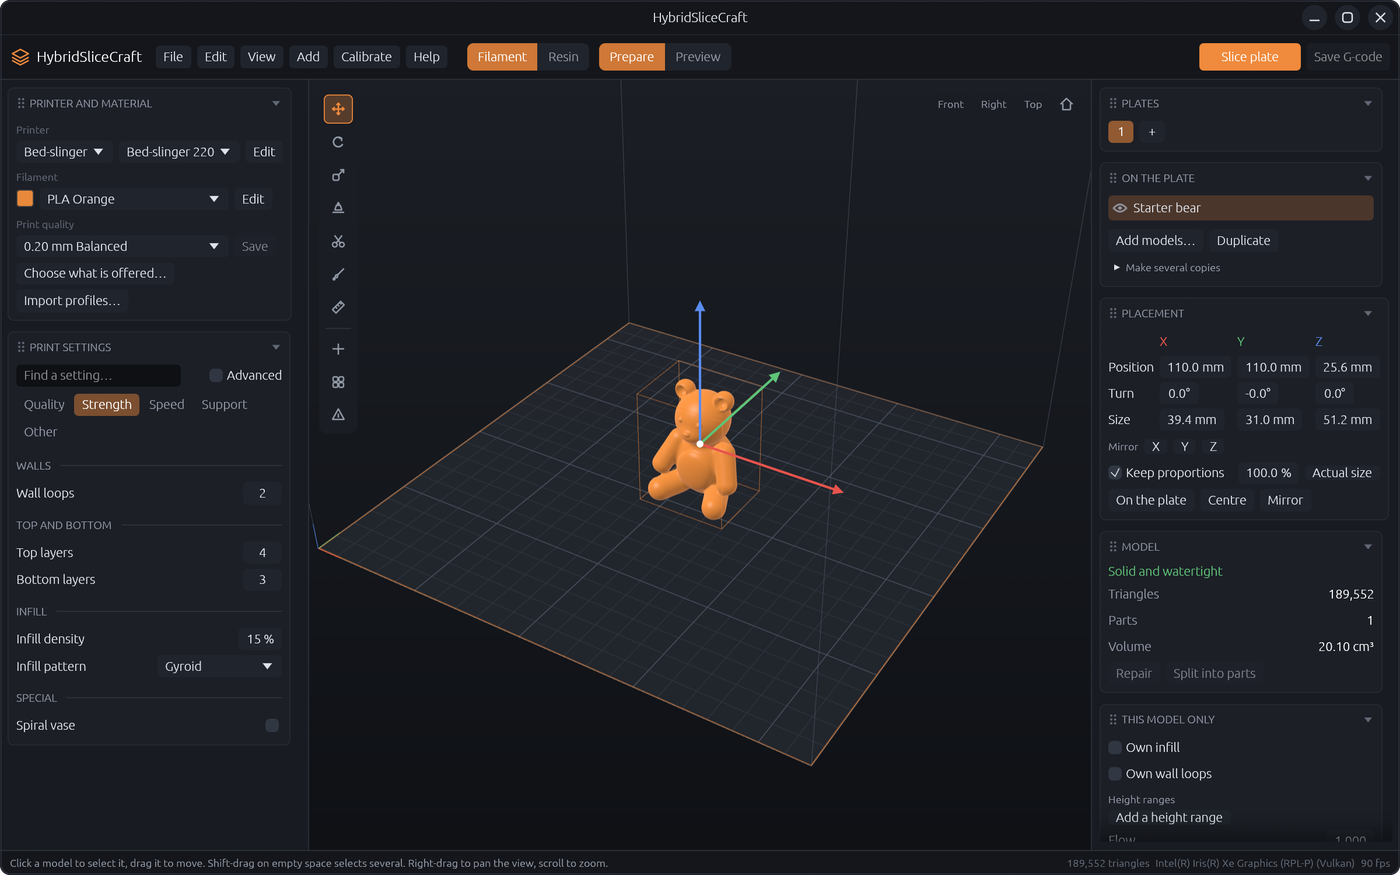 HybridSliceCraft
HybridSliceCraft File Edit View Add Calibrate Help Filament Resin Prepare Preview Slice plate Save G-code
PRINTER AND MATERIAL
Printer
Bed-slinger Bed-slinger 220 Edit
Filament
PLA Orange Edit
Print quality
0.20 mm Balanced Save
Choose what is offered…
Import profiles…
PRINT SETTINGS
Find a setting… Advanced
Quality Strength Speed Support
Other
WALLS
Wall loops 2
TOP AND BOTTOM
Top layers 4
Bottom layers 3
INFILL
Infill density 15 %
Infill pattern Gyroid
SPECIAL
Spiral vase
Front Right Top
PLATES
1 +
ON THE PLATE
Starter bear
Add models… Duplicate
Make several copies
PLACEMENT
X Y Z
Position 110.0 mm 110.0 mm 25.6 mm
Turn 0.0° -0.0° 0.0°
Size 39.4 mm 31.0 mm 51.2 mm
Mirror X Y Z
Keep proportions 100.0 % Actual size
On the plate Centre Mirror
MODEL
Solid and watertight
Triangles 189,552
Parts 1
Volume 20.10 cm³
Repair Split into parts
THIS MODEL ONLY
Own infill
Own wall loops
Height ranges
Add a height range
Flow 1.000
Click a model to select it, drag it to move. Shift-drag on empty space selects several. Right-drag to pan the view, scroll to zoom.
189,552 triangles Intel(R) Iris(R) Xe Graphics (RPL-P) (Vulkan) 90 fps